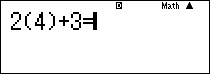 D Math ▲
2(4)+3=